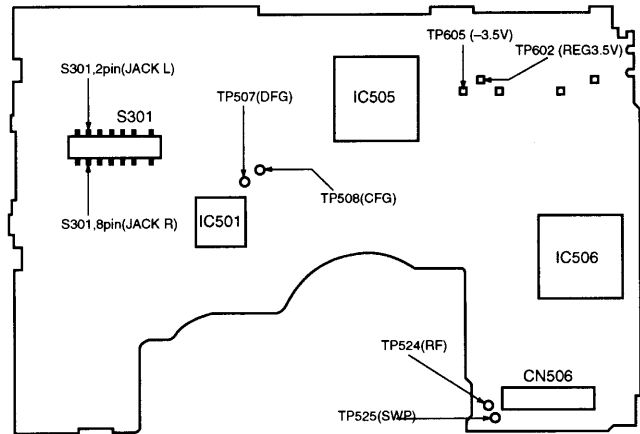 TP605 (–3.5V)
TP602 (REG3.5V)
S301,2pin(JACK L)
S301
TP507(DFG)
IC505
TP508(CFG)
S301,8pin(JACK R)
IC501
IC506
TP524(RF)
CN506
TP525(SWP)